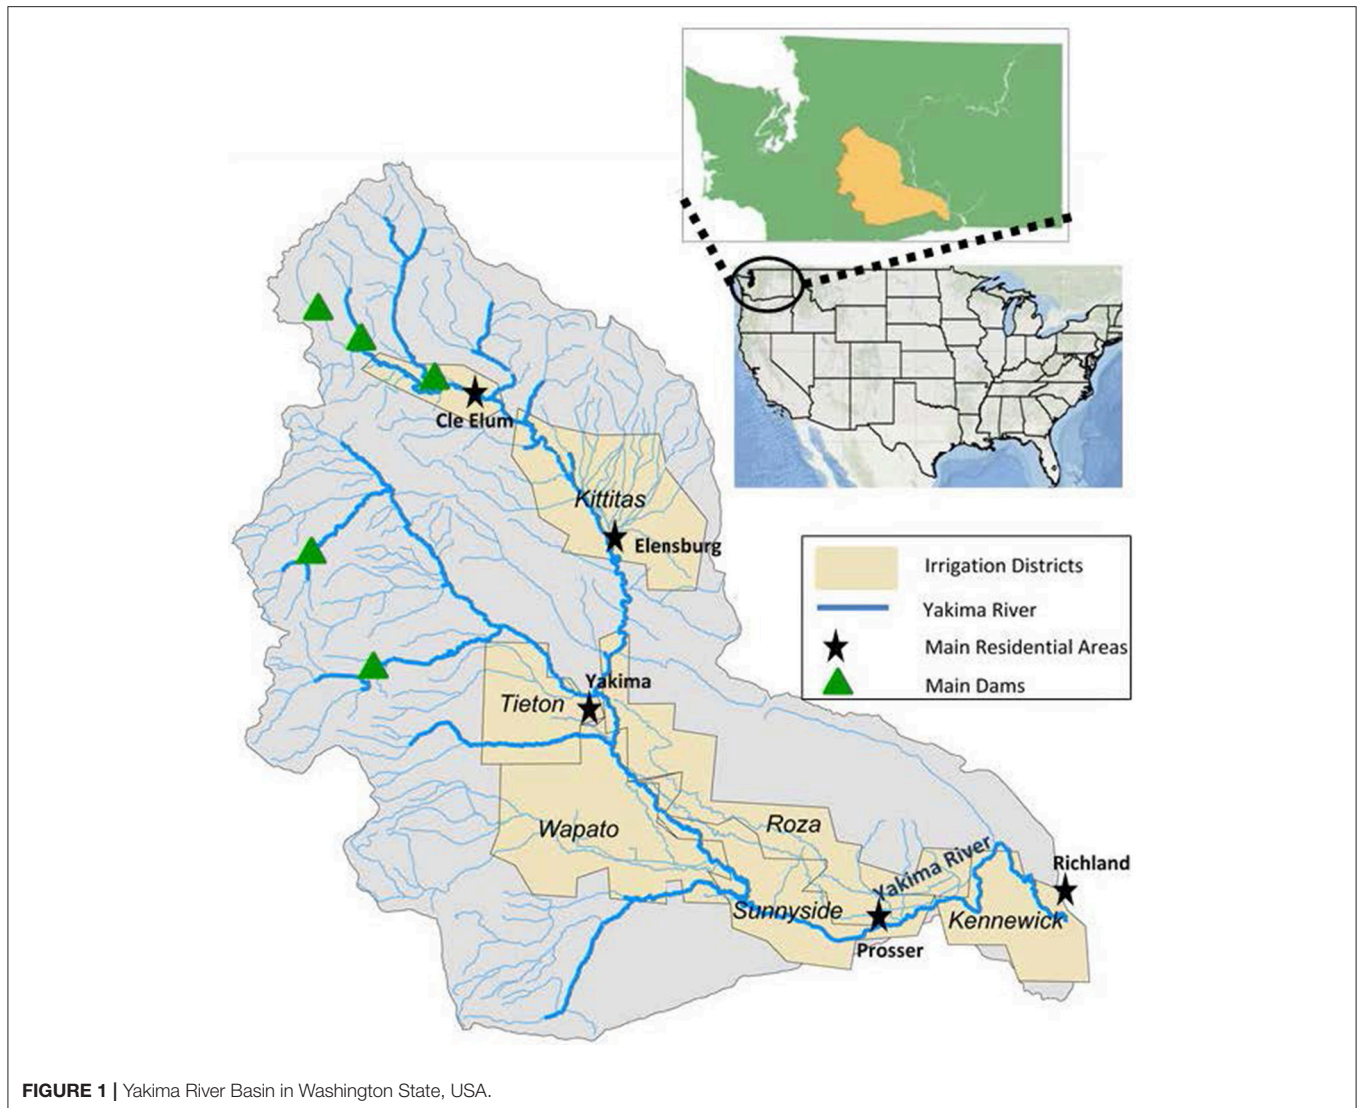 Cle Elum
Kittitas
Elensburg
Irrigation Districts
Yakima River
Main Residential Areas
Main Dams
Yakima
Tieton
Wapato
Roza
Yakima River
Richland
Sunnyside
Kennewick
Prosser
FIGURE 1 | Yakima River Basin in Washington State, USA.